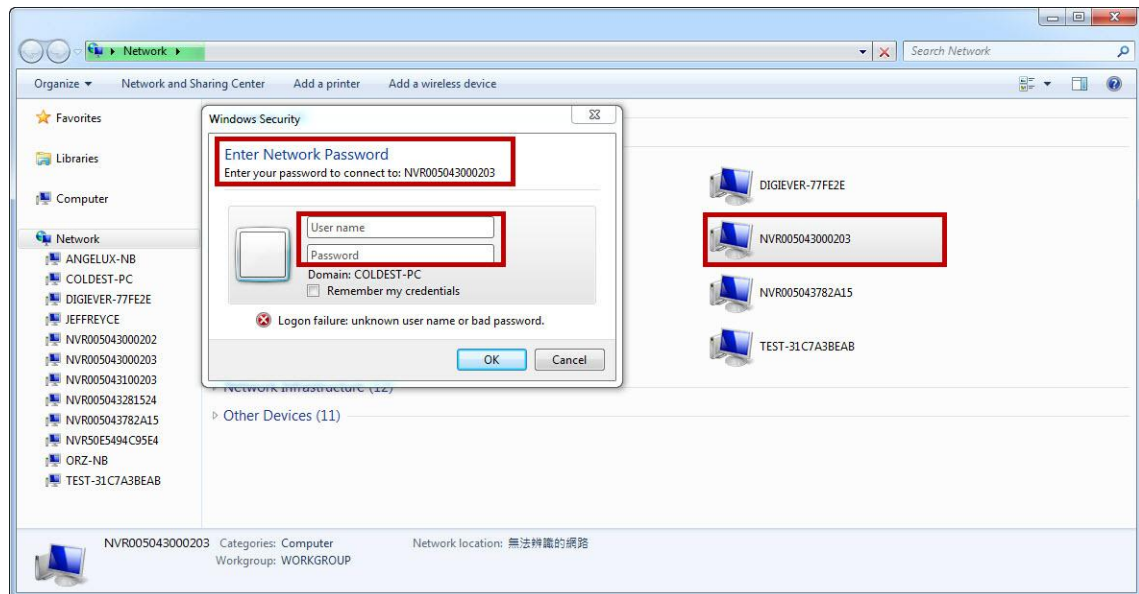 Network
Search Network
Organize
Network and Sharing Center
Add a printer
Add a wireless device
Favorites
Libraries
Computer
Network
ANGELUX-NB
COLDEST-PC
DIGIEVER-77FE2E
JEFFREYCE
NVR005043000202
NVR005043000203
NVR005043100203
NVR005043281524
NVR005043782A15
NVR50E5494C95E4
ORZ-NB
TEST-31C7A3BEAB
Windows Security
Enter Network Password
Enter your password to connect to: NVR005043000203
User name
Password
Domain: COLDEST-PC
Remember my credentials
Logon failure: unknown user name or bad password.
OK
Cancel
DIGIEVER-77FE2E
NVR005043000203
NVR005043782A15
TEST-31C7A3BEAB
Network Infrastructure (12)
Other Devices (11)
NVR005043000203 Categories: Computer
Network location: 無法辨識的網路
Workgroup: WORKGROUP